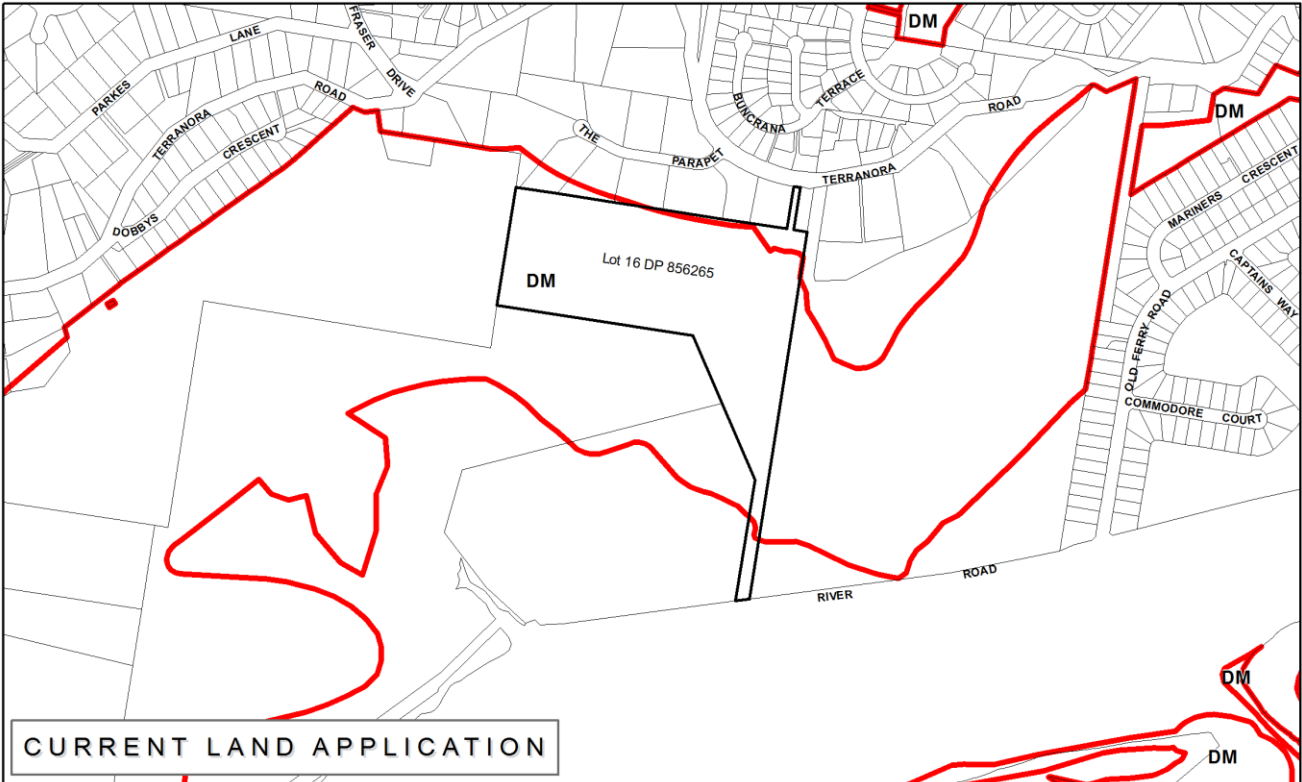 DM
FRASER DRIVE
PARKES LANE
TERRANORA ROAD
DOBBYS CRESCENT
BUNCRANA TERRACE
THE PARAPET
TERRANORA ROAD
DM
MARINERS CRESCENT
CAPTAINS WAY
Lot 16 DP 856265
DM
OLD FERRY ROAD
COMMODORE COURT
RIVER ROAD
DM
DM
CURRENT LAND APPLICATION